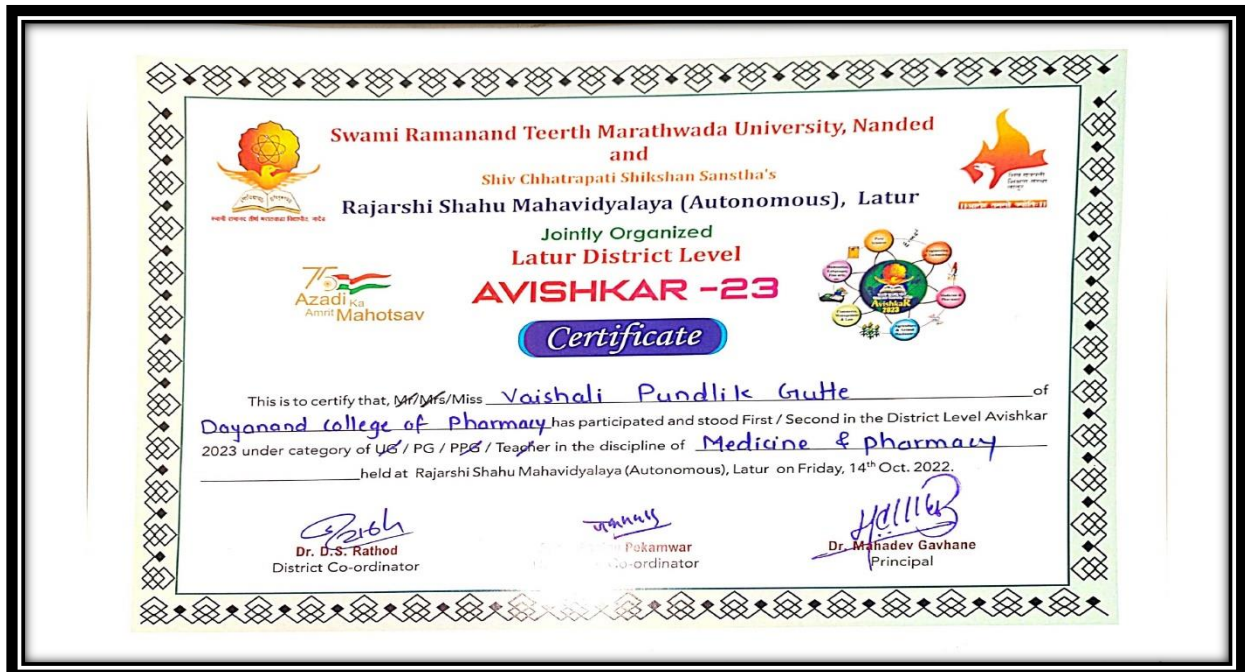 Swami Ramanand Teerth Marathwada University, Nanded
and
Shiv Chhatrapati Shikshan Sanstha's
Rajarshi Shahu Mahavidyalaya (Autonomous), Latur
Jointly Organized
Latur District Level
AVISHKAR -23
75
Azadi Ka
Amrit Mahotsav
AvishkaR
2023
Certificate
This is to certify that, Mr/Mrs/Miss Vaishali Pundlik Gutte of
Dayanand college of Pharmacy has participated and stood First / Second in the District Level Avishkar
2023 under category of UG / PG / PPG / Teacher in the discipline of Medicine & pharmacy
held at Rajarshi Shahu Mahavidyalaya (Autonomous), Latur on Friday, 14th Oct. 2022.
Dr. D.S. Rathod
District Co-ordinator
Pekamwar
Co-ordinator
Dr. Mahadev Gavhane
Principal